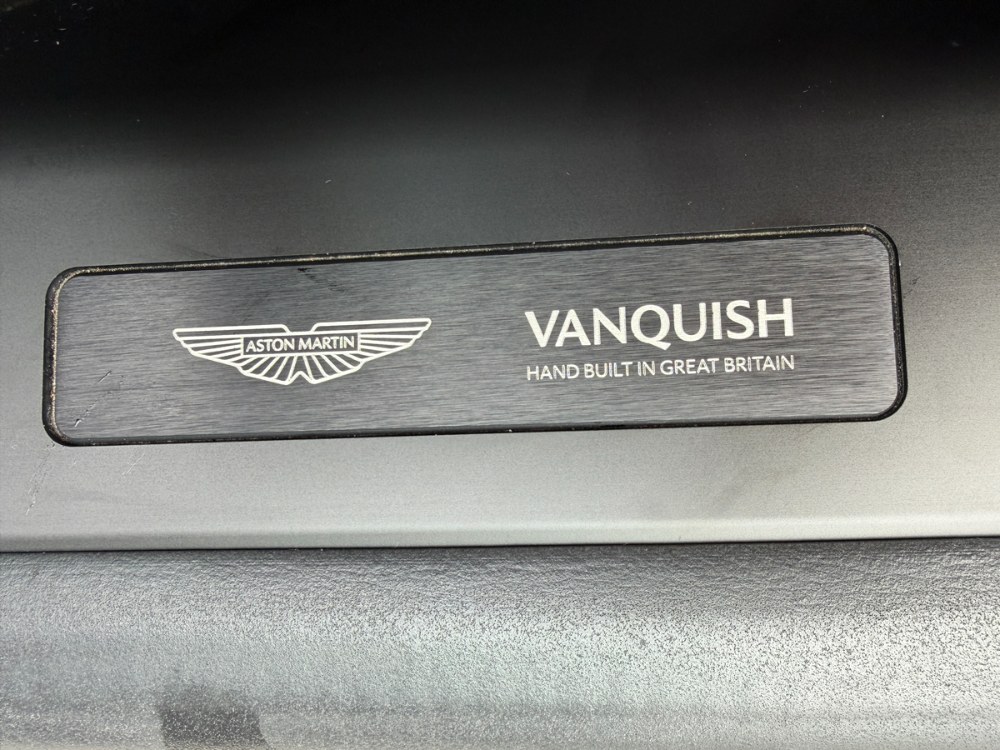 ASTON MARTIN
VANQUISH
HAND BUILT IN GREAT BRITAIN